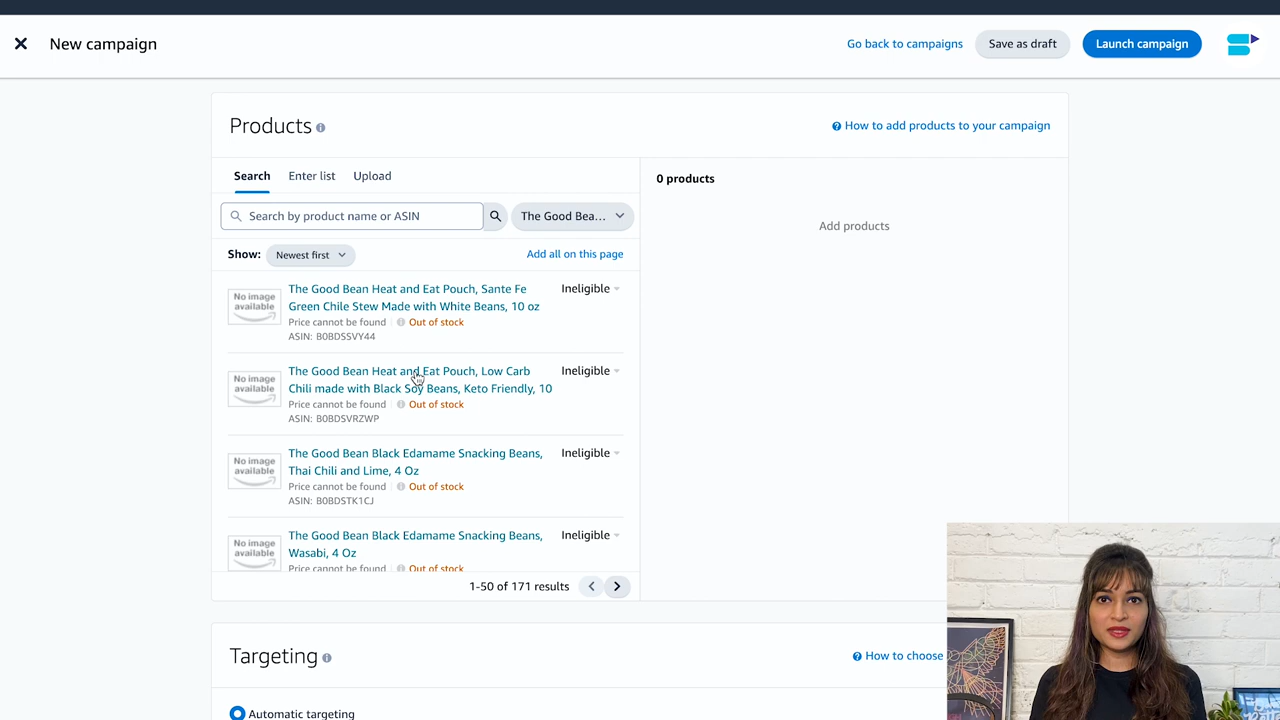 New campaign
Go back to campaigns
Save as draft
Launch campaign
Products
How to add products to your campaign
Search
Enter list
Upload
0 products
Search by product name or ASIN
The Good Bea...
Add products
Show:
Newest first
Add all on this page
No image
available
The Good Bean Heat and Eat Pouch, Sante Fe
Green Chile Stew Made with White Beans, 10 oz
Price cannot be found
Out of stock
ASIN: B0BDSSVY44
Ineligible
No image
available
The Good Bean Heat and Eat Pouch, Low Carb
Chili made with Black Soy Beans, Keto Friendly, 10
Price cannot be found
Out of stock
ASIN: B0BDSVRZWP
Ineligible
No image
available
The Good Bean Black Edamame Snacking Beans,
Thai Chili and Lime, 4 Oz
Price cannot be found
Out of stock
ASIN: B0BDSTK1CJ
Ineligible
No image
available
The Good Bean Black Edamame Snacking Beans,
Wasabi, 4 Oz
Price cannot be found
Out of stock
Ineligible
1-50 of 171 results
Targeting
How to choose
Automatic targeting